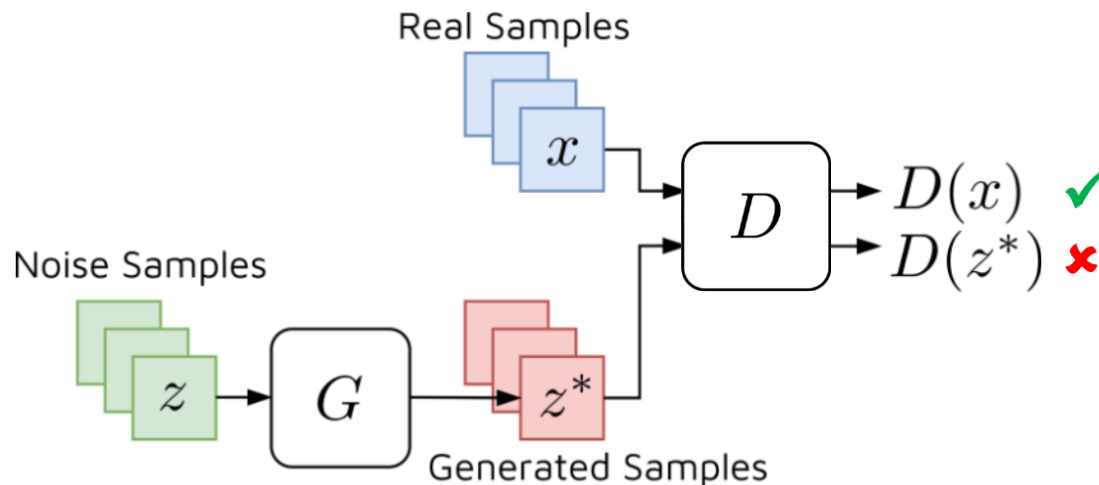 Real Samples
x
D
D(x) ✓
D(z*) ✘
Noise Samples
z
G
z*
Generated Samples